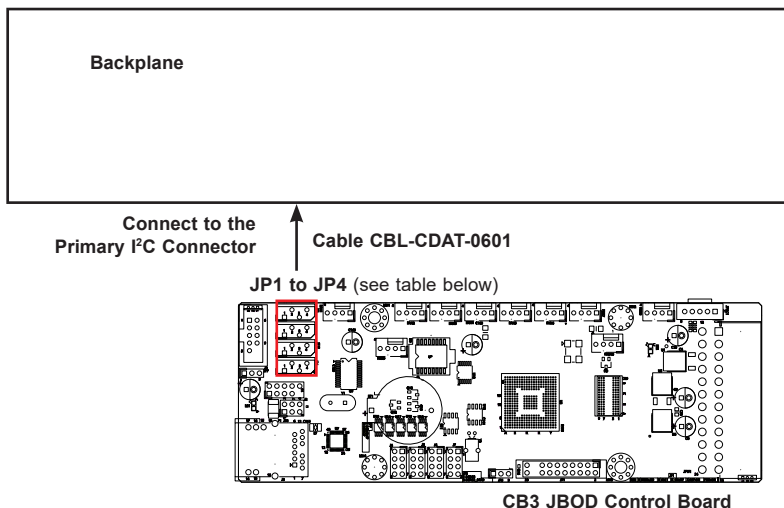 Backplane
Connect to the
Primary I²C Connector
Cable CBL-CDAT-0601
JP1 to JP4 (see table below)
CB3 JBOD Control Board